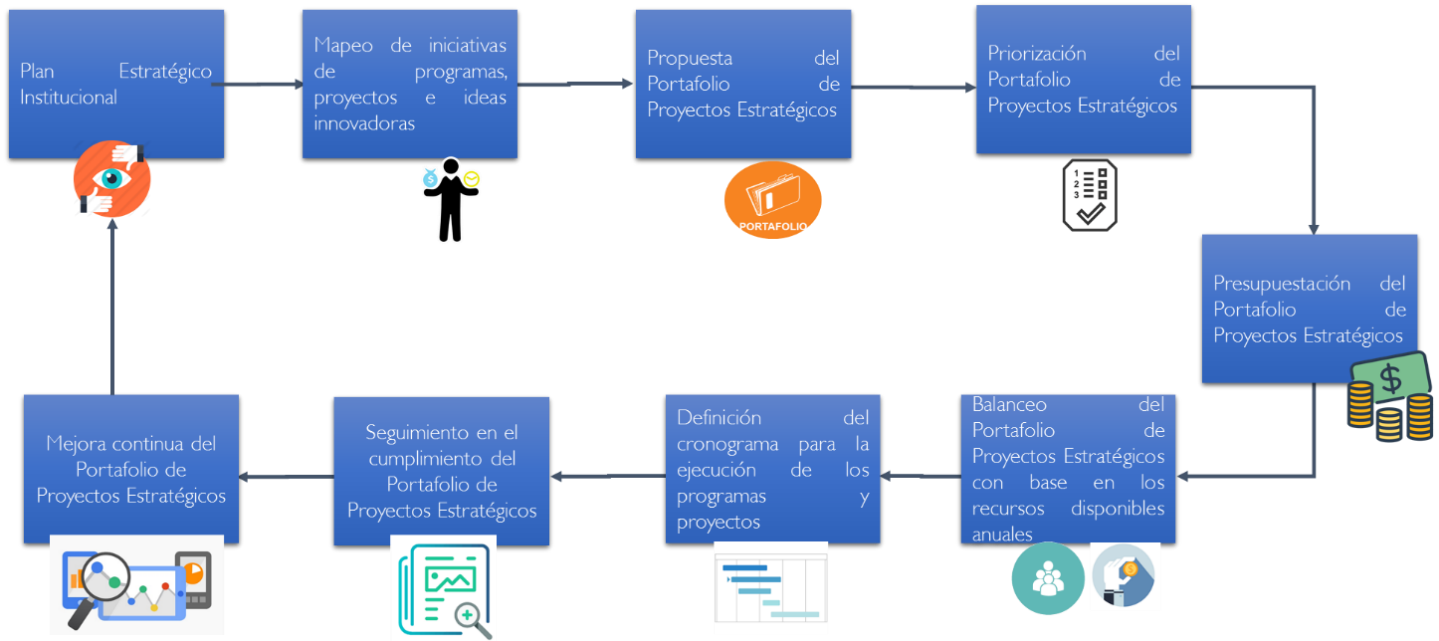 Plan Estratégico
Institucional
Mapeo de iniciativas
de programas,
proyectos e ideas
innovadoras
Propuesta del
Portafolio de
Proyectos Estratégicos
PORTAFOLIO
Priorización del
Portafolio de
Proyectos Estratégicos
1
2
3
Presupuestación del
Portafolio de
Proyectos Estratégicos
$
$
Balanceo del
Portafolio de
Proyectos Estratégicos
con base en los
recursos disponibles
anuales
Definición del
cronograma para la
ejecución de los
programas y
proyectos
Seguimiento en el
cumplimiento del
Portafolio de
Proyectos Estratégicos
Mejora continua del
Portafolio de
Proyectos Estratégicos